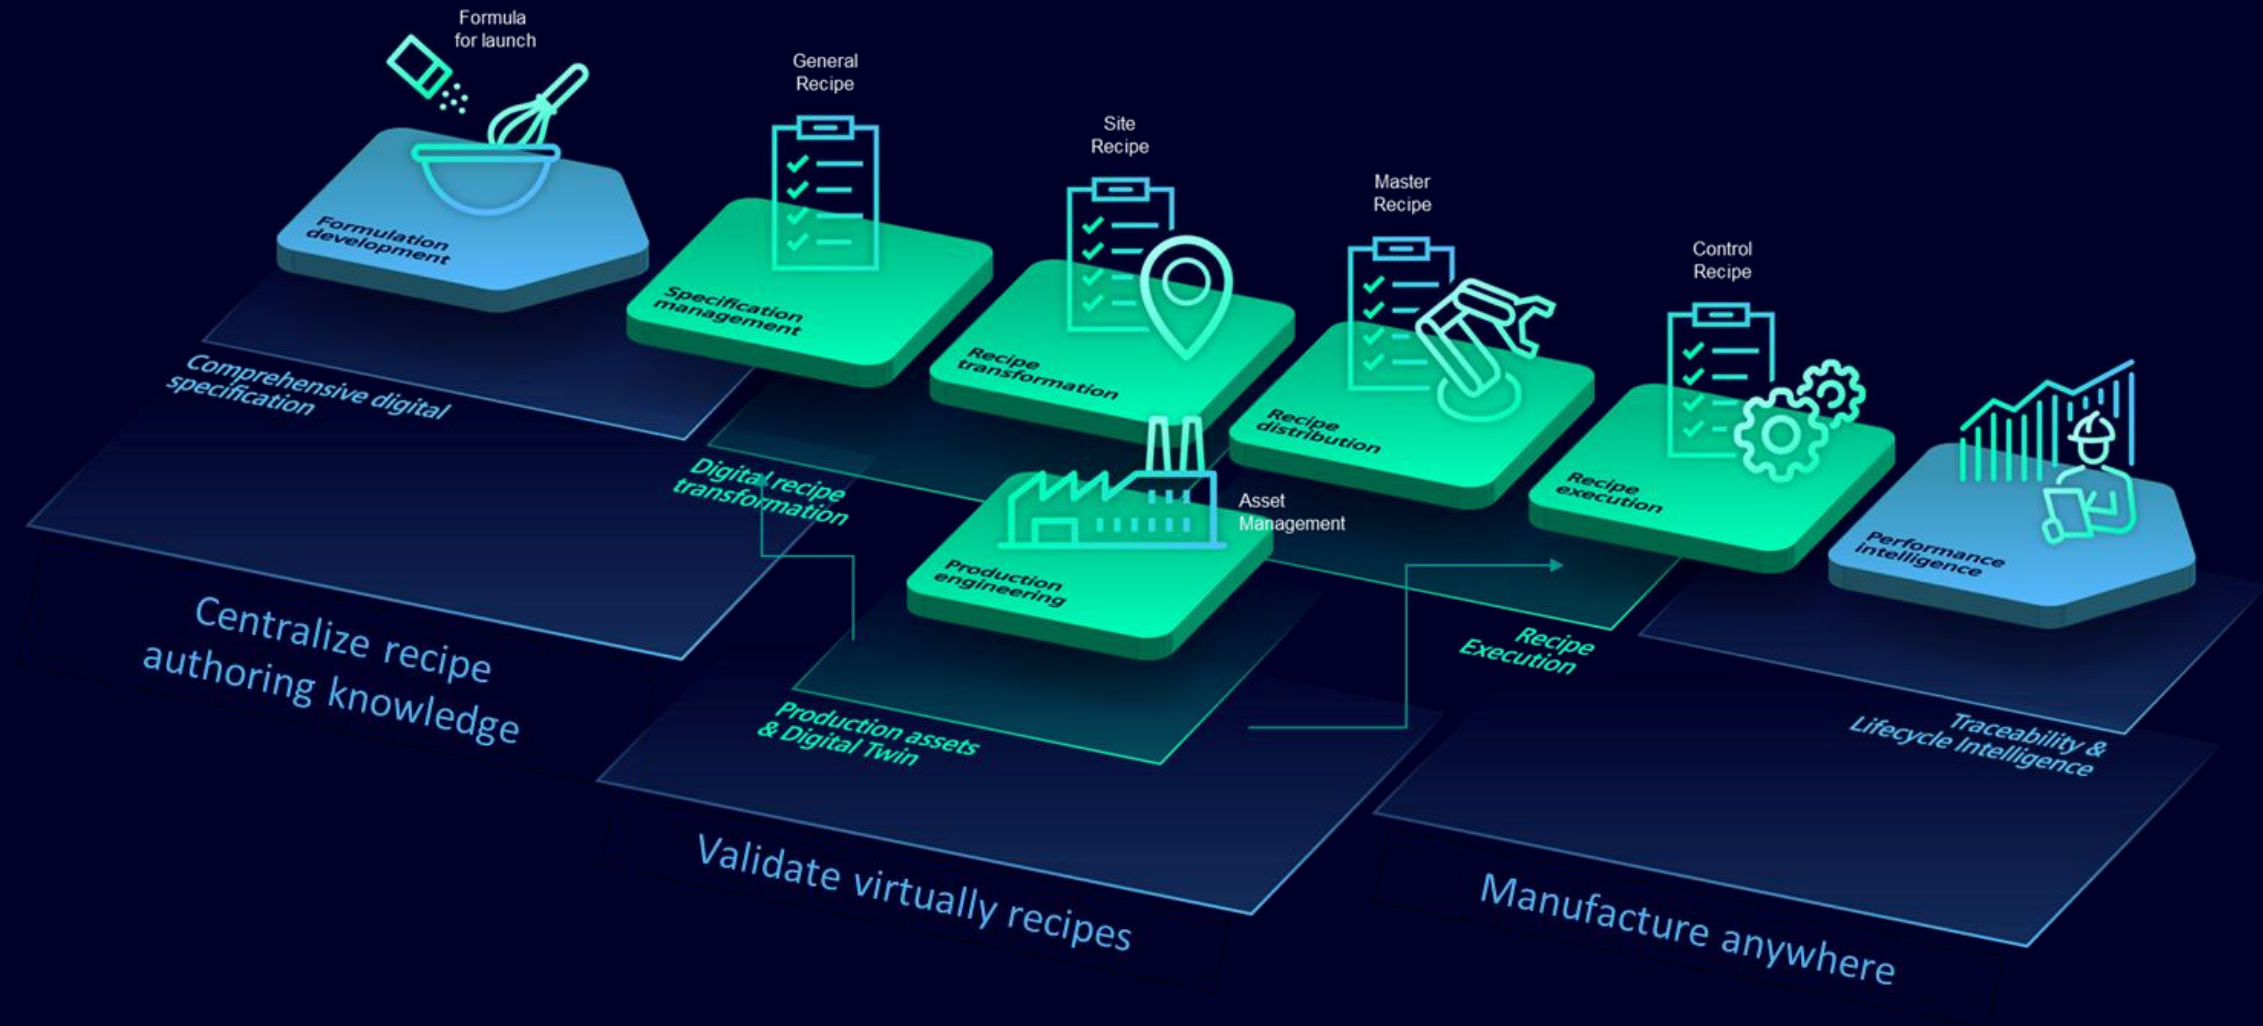 Formula
for launch
General
Recipe
Site
Recipe
Master
Recipe
Control
Recipe
Formulation
development
Specification
management
Recipe
transformation
Recipe
distribution
Recipe
execution
Performance
intelligence
Asset
Management
Production
engineering
Comprehensive digital
specification
Digital recipe
transformation
Production assets
& Digital Twin
Recipe
Execution
Traceability &
Lifecycle Intelligence
Centralize recipe
authoring knowledge
Validate virtually recipes
Manufacture anywhere